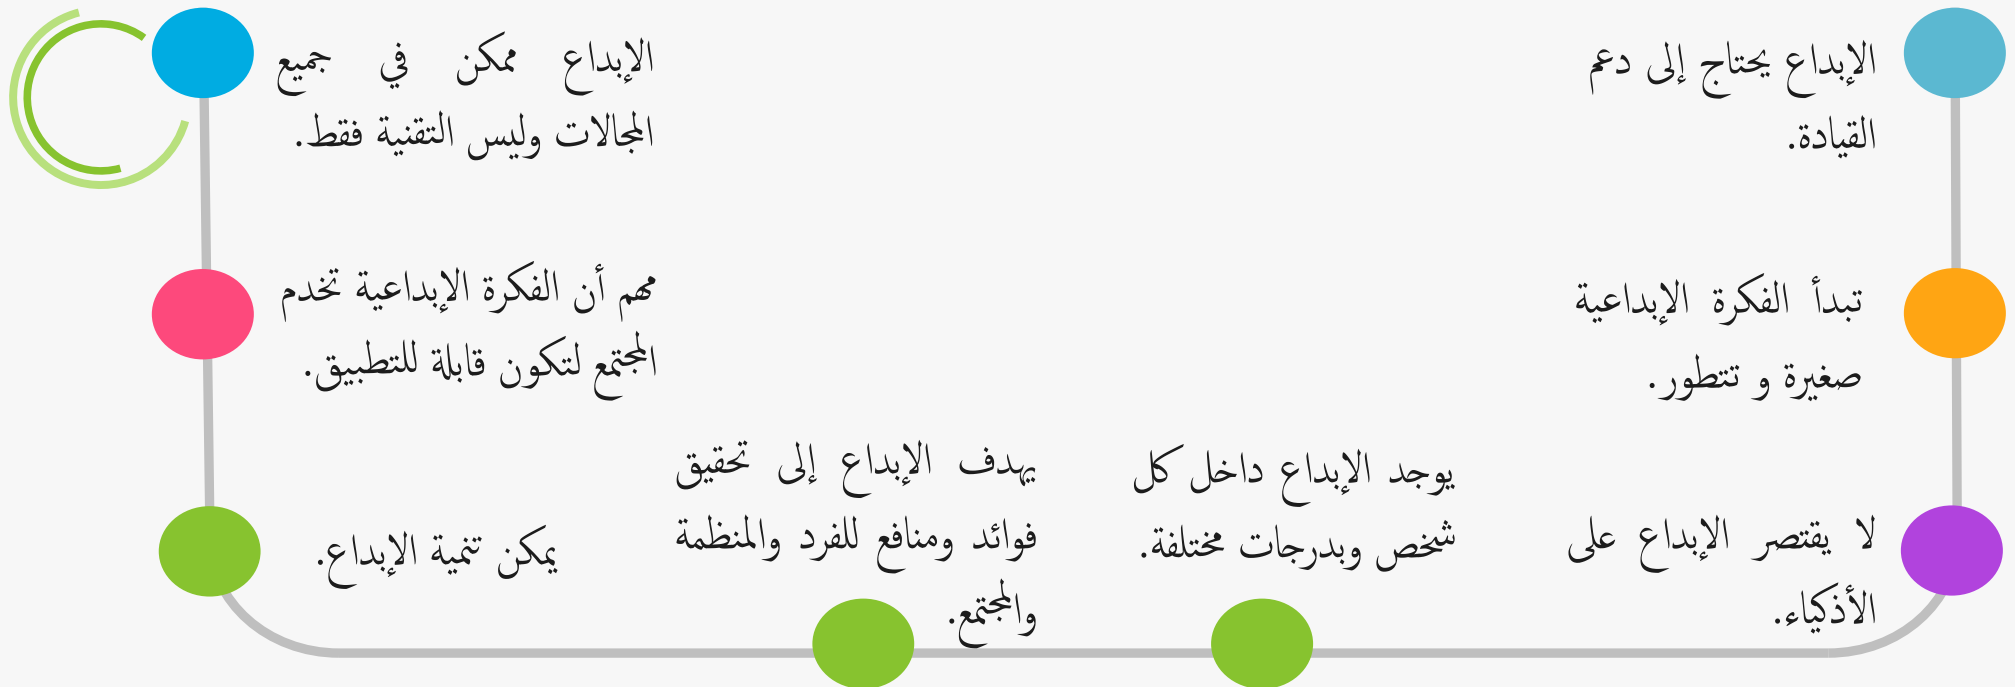 الإبداع يحتاج إلى دعم
القيادة.
تبدأ الفكرة الإبداعية
صغيرة و تتطور.
لا يقتصر الإبداع على
الأذكياء.
يوجد الإبداع داخل كل
شخص وبدرجات مختلفة.
يهدف الإبداع إلى تحقيق
فوائد ومنافع للفرد والمنظمة
والمجتمع.
يمكن تنمية الإبداع.
مهم أن الفكرة الإبداعية تخدم
المجتمع لتكون قابلة للتطبيق.
الإبداع ممكن في جميع
المجالات وليس التقنية فقط.